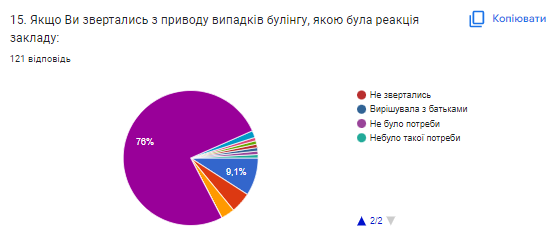 15. Якщо Ви звертались з приводу випадків булінгу, якою була реакція
закладу:
Копіювати
121 відповідь
76%
9,1%
Не звертались
Вирішувала з батьками
Не було потреби
Небуло такої потреби
2/2